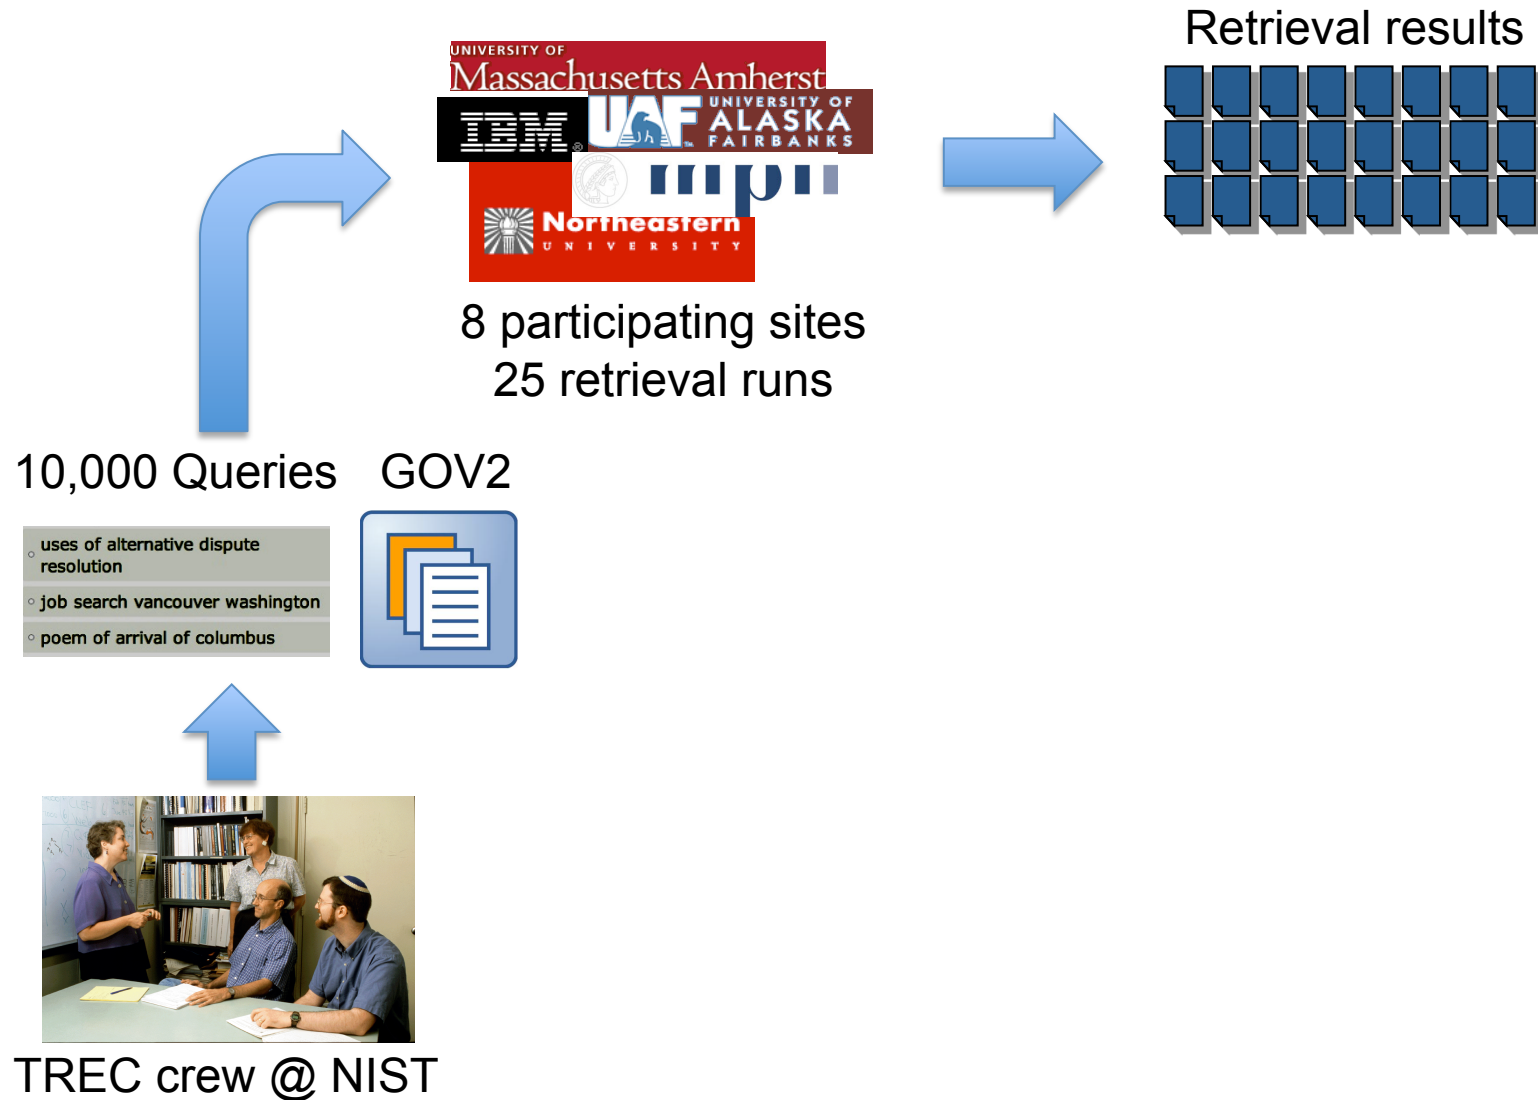 Retrieval results
UNIVERSITY OF
Massachusetts Amherst
IBM®
UAF™
UNIVERSITY OF
ALASKA
FAIRBANKS
mpii
Northeastern
UNIVERSITY
8 participating sites
25 retrieval runs
10,000 Queries
GOV2
uses of alternative dispute
resolution
job search vancouver washington
poem of arrival of columbus
TREC crew @ NIST